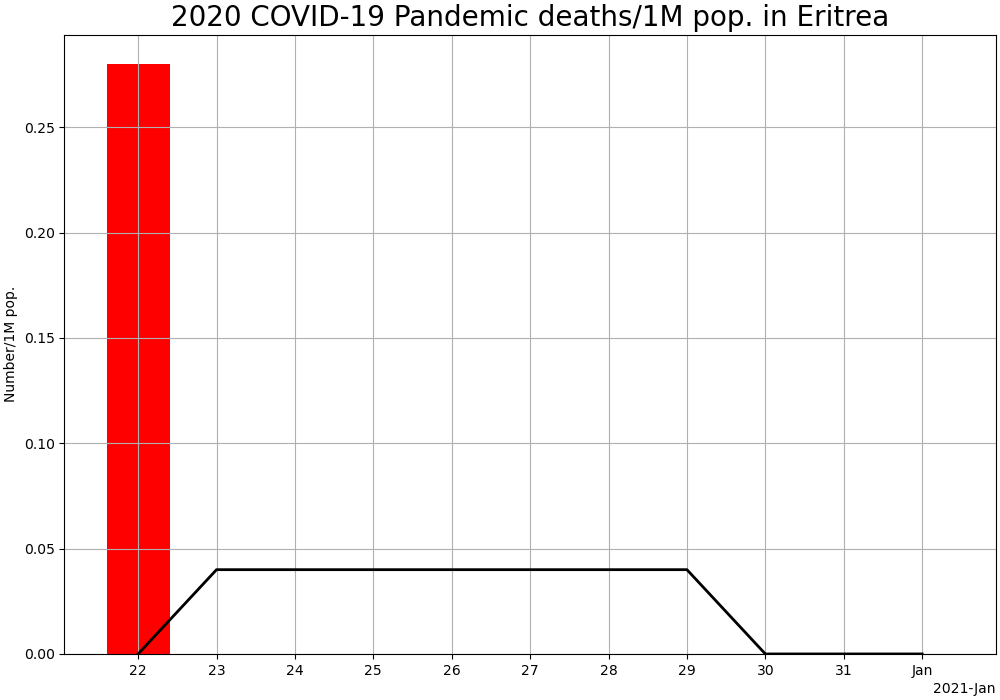 2020 COVID-19 Pandemic deaths/1M pop. in Eritrea
Number/1M pop.
0.25
0.20
0.15
0.10
0.05
0.00
22 23 24 25 26 27 28 29 30 31 Jan
2021-Jan